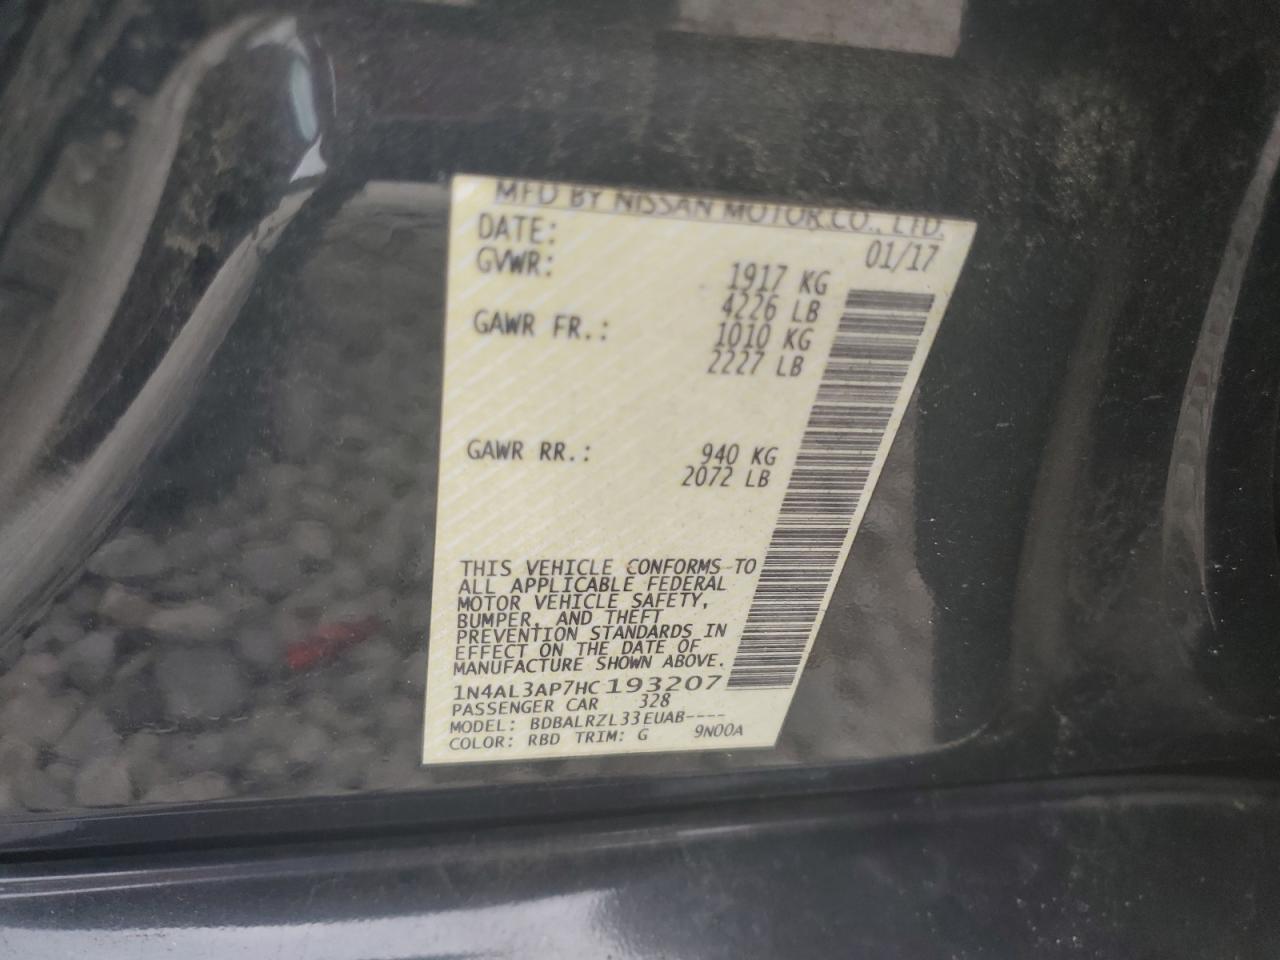 MFD BY NISSAN MOTOR CO., LTD.
DATE: 01/17
GVWR: 1917 KG
4226 LB
GAWR FR.: 1010 KG
2227 LB
GAWR RR.: 940 KG
2072 LB
THIS VEHICLE CONFORMS TO
ALL APPLICABLE FEDERAL
MOTOR VEHICLE SAFETY,
BUMPER, AND THEFT
PREVENTION STANDARDS IN
EFFECT ON THE DATE OF
MANUFACTURE SHOWN ABOVE.
1N4AL3AP7HC193207
PASSENGER CAR 328
MODEL: BDBALRZL33EUAB----
COLOR: RBD TRIM: G 9N00A